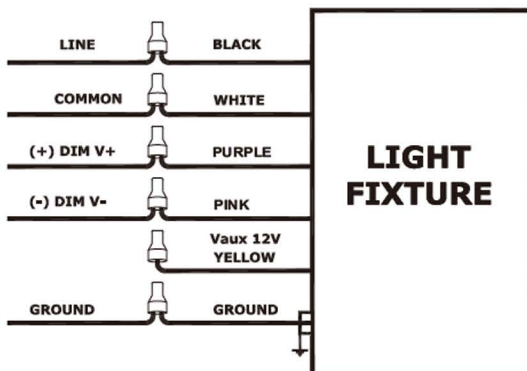 LINE BLACK
COMMON WHITE
(+) DIM V+ PURPLE
(-) DIM V- PINK
Vaux 12V
YELLOW
GROUND GROUND
LIGHT
FIXTURE